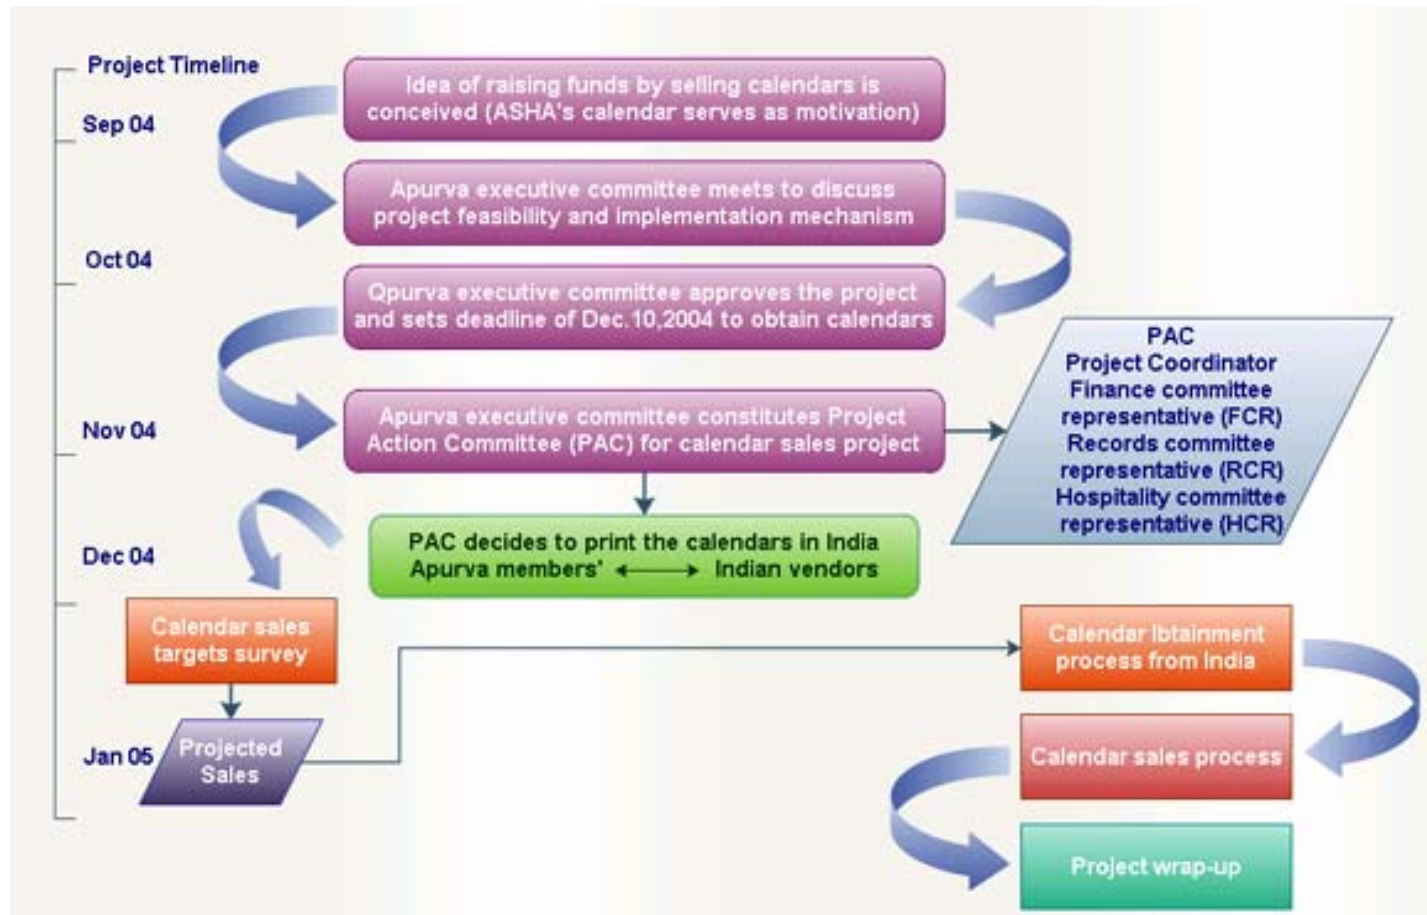 Project Timeline
Sep 04
Oct 04
Nov 04
Dec 04
Jan 05
Idea of raising funds by selling calendars is
conceived (ASHA's calendar serves as motivation)
Apurva executive committee meets to discuss
project feasibility and implementation mechanism
Qpurva executive committee approves the project
and sets deadline of Dec.10,2004 to obtain calendars
Apurva executive committee constitutes Project
Action Committee (PAC) for calendar sales project
PAC
Project Coordinator
Finance committee
representative (FCR)
Records committee
representative (RCR)
Hospitality committee
representative (HCR)
PAC decides to print the calendars in India
Apurva members' Indian vendors
Calendar sales
targets survey
Projected
Sales
Calendar Ibtainment
process from India
Calendar sales process
Project wrap-up